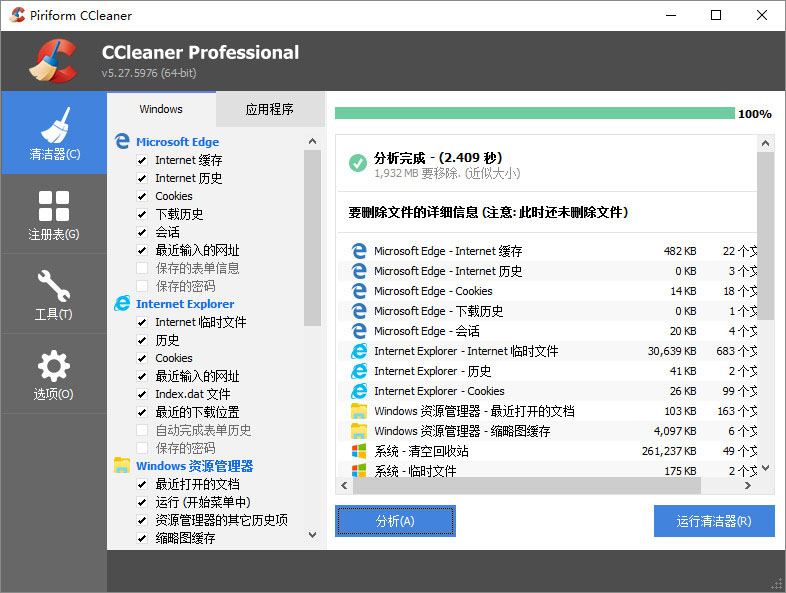 Piriform CCleaner
CCleaner Professional
v5.27.5976 (64-bit)
清洁器(C)
注册表(G)
工具(T)
选项(O)
Windows
应用程序
Microsoft Edge
Internet 缓存
Internet 历史
Cookies
下载历史
会话
最近输入的网址
保存的表单信息
保存的密码
Internet Explorer
Internet 临时文件
历史
Cookies
最近输入的网址
Index.dat 文件
最近的下载位置
自动完成表单历史
保存的密码
Windows 资源管理器
最近打开的文档
运行 (开始菜单中)
资源管理器的其它历史项
缩略图缓存
100%
分析完成 - (2.409 秒)
1,932 MB 要移除. (近似大小)
要删除文件的详细信息 (注意: 此时还未删除文件)
Microsoft Edge - Internet 缓存 482 KB 22 个文
Microsoft Edge - Internet 历史 0 KB 3 个文
Microsoft Edge - Cookies 14 KB 18 个文
Microsoft Edge - 下载历史 0 KB 1 个文
Microsoft Edge - 会话 20 KB 4 个文
Internet Explorer - Internet 临时文件 30,639 KB 683 个文
Internet Explorer - 历史 41 KB 2 个文
Internet Explorer - Cookies 26 KB 99 个文
Windows 资源管理器 - 最近打开的文档 103 KB 163 个文
Windows 资源管理器 - 缩略图缓存 4,097 KB 6 个文
系统 - 清空回收站 261,237 KB 49 个文
系统 - 临时文件 175 KB 2 个文
分析(A)
运行清洁器(R)